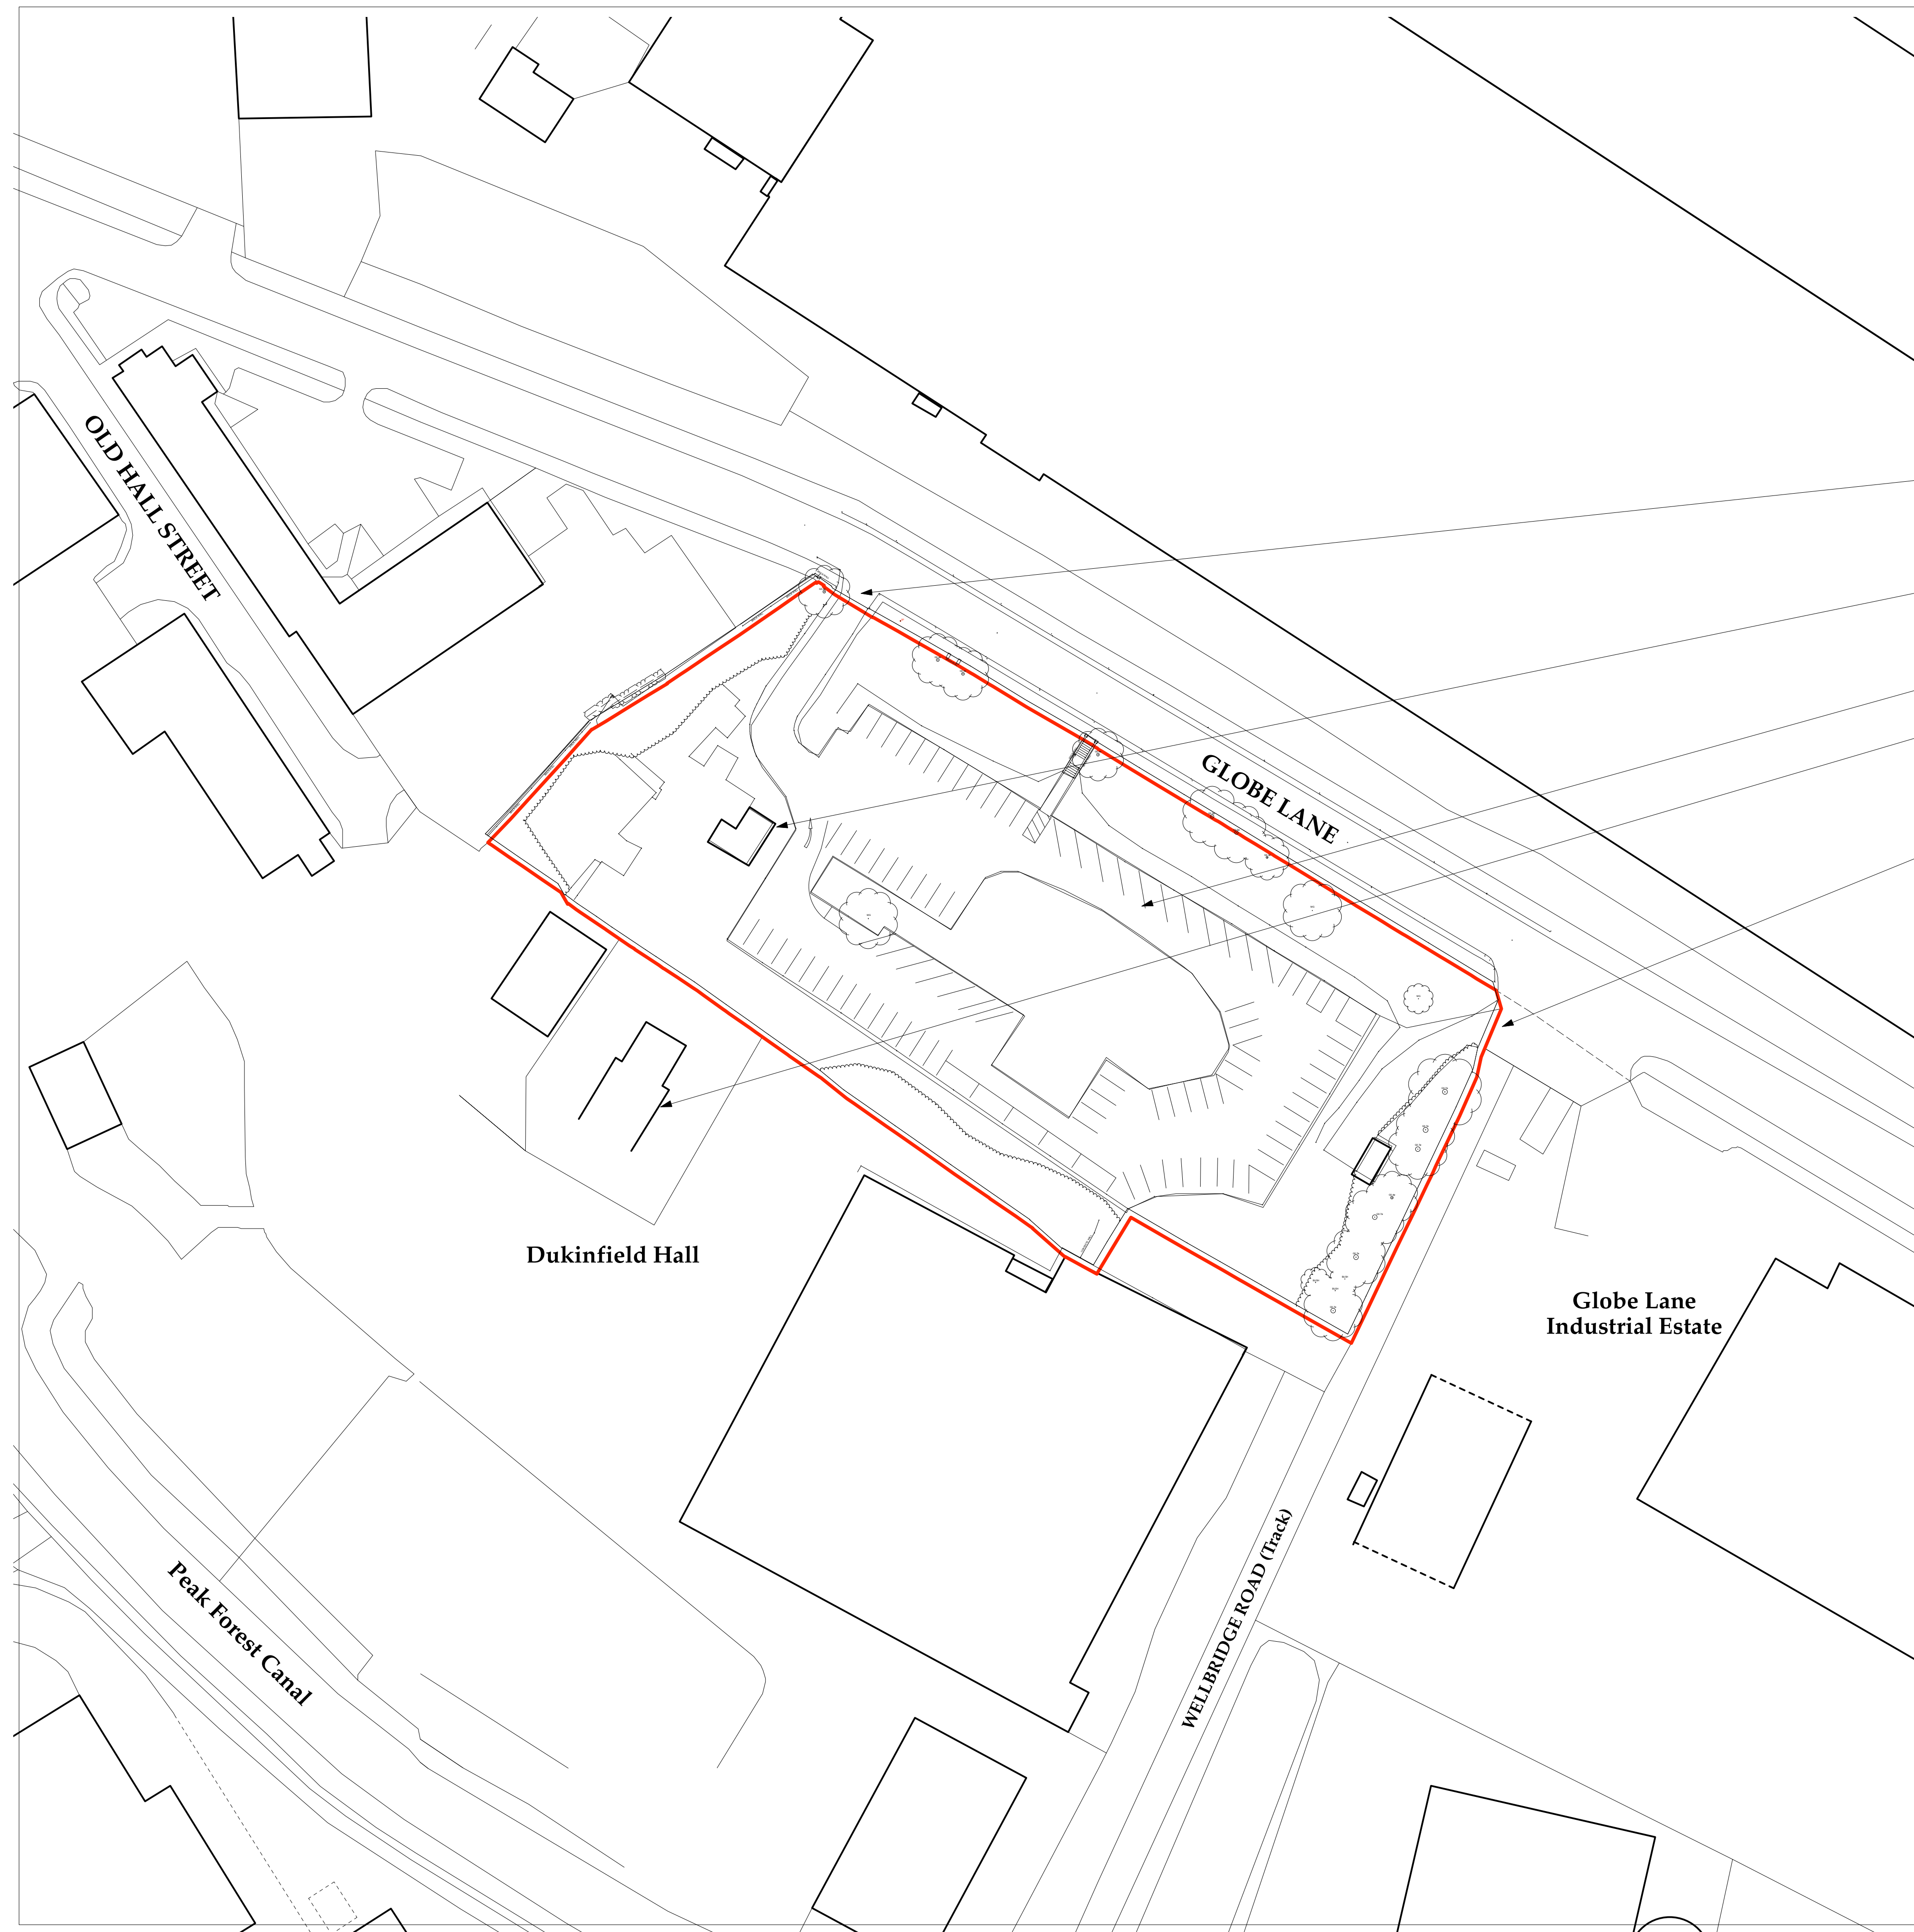 OLD HALL STREET
GLOBE LANE
Dukinfield Hall
Globe Lane
Industrial Estate
WELLBRIDGE ROAD (Track)
Peak Forest Canal